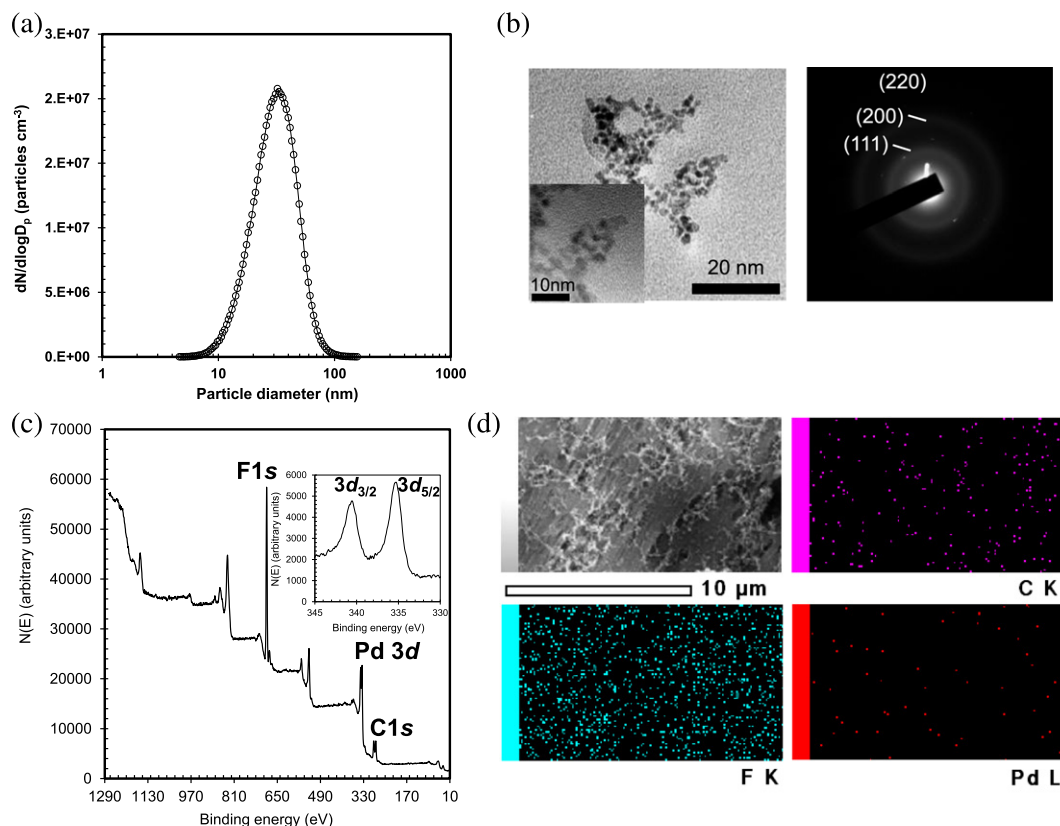 (a)
3.E+07
2.E+07
2.E+07
1.E+07
5.E+06
0.E+00
dN/dlogDp (particles cm-3)
1 10 100 1000
Particle diameter (nm)
(b)
10nm
20 nm
(220)
(200)
(111)
(c)
70000
60000
50000
40000
30000
20000
10000
0
N(E) (arbitrary units)
1290 1130 970 810 650 490 330 170 10
Binding energy (eV)
F1s
Pd 3d
C1s
6000
5000
4000
3000
2000
1000
0
N(E) (arbitrary units)
3d3/2 3d5/2
345 340 335 330
Binding energy (eV)
(d)
10 µm
C K
F K
Pd L